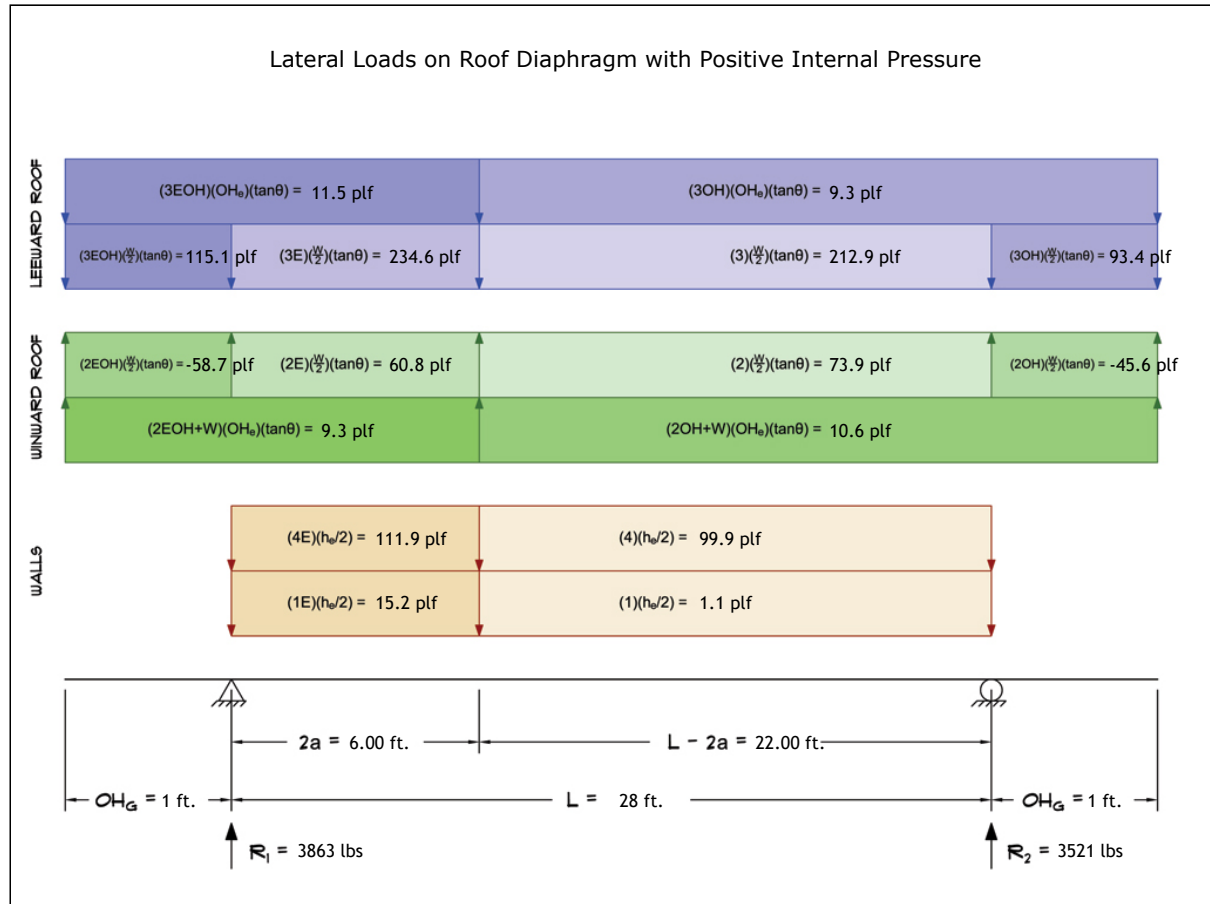 Lateral Loads on Roof Diaphragm with Positive Internal Pressure
LEEWARD ROOF
(3EOH)(OHₑ)(tanθ) = 11.5 plf
(3OH)(OHₑ)(tanθ) = 9.3 plf
(3EOH)(W/2)(tanθ) = 115.1 plf
(3E)(W/2)(tanθ) = 234.6 plf
(3)(W/2)(tanθ) = 212.9 plf
(3OH)(W/2)(tanθ) = 93.4 plf
WINWARD ROOF
(2EOH)(W/2)(tanθ) = -58.7 plf
(2E)(W/2)(tanθ) = 60.8 plf
(2)(W/2)(tanθ) = 73.9 plf
(2OH)(W/2)(tanθ) = -45.6 plf
(2EOH+W)(OHₑ)(tanθ) = 9.3 plf
(2OH+W)(OHₑ)(tanθ) = 10.6 plf
WALLS
(4E)(hₑ/2) = 111.9 plf
(4)(hₑ/2) = 99.9 plf
(1E)(hₑ/2) = 15.2 plf
(1)(hₑ/2) = 1.1 plf
2a = 6.00 ft.
L - 2a = 22.00 ft.
OH_G = 1 ft.
L = 28 ft.
OH_G = 1 ft.
R₁ = 3863 lbs
R₂ = 3521 lbs